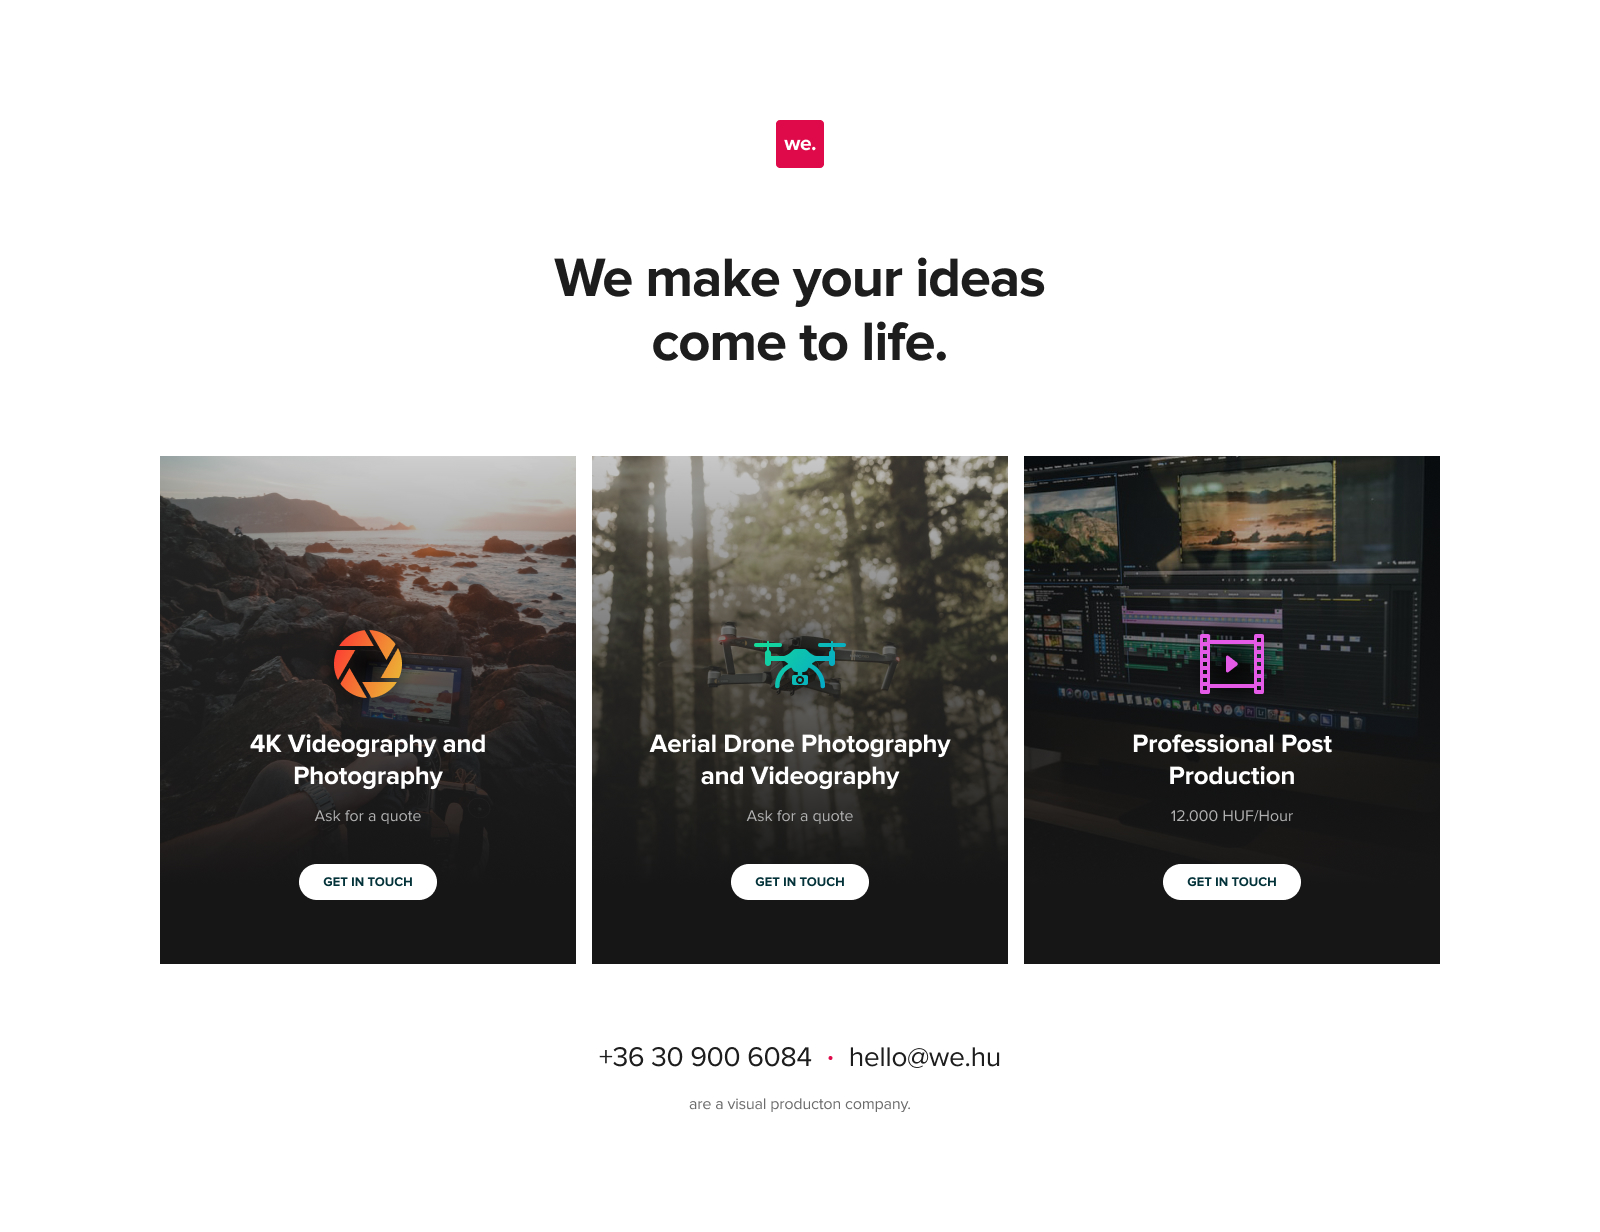 we.
We make your ideas
come to life.
4K Videography and
Photography
Ask for a quote
GET IN TOUCH
Aerial Drone Photography
and Videography
Ask for a quote
GET IN TOUCH
Professional Post
Production
12.000 HUF/Hour
GET IN TOUCH
+36 30 900 6084 • hello@we.hu
are a visual producton company.